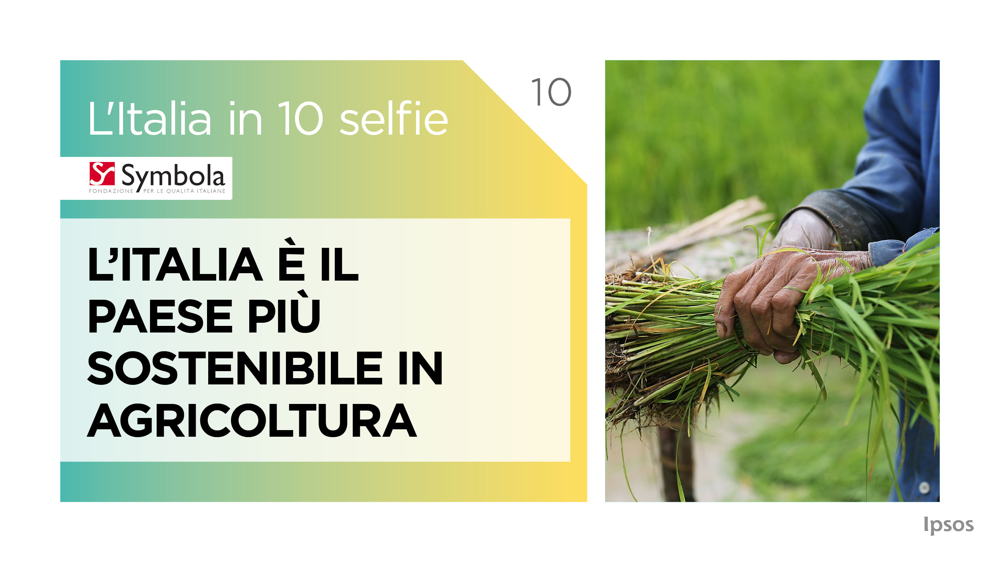 L'Italia in 10 selfie
10
Symbola
FONDAZIONE PER LE QUALITÀ ITALIANE
L’ITALIA È IL
PAESE PIÙ
SOSTENIBILE IN
AGRICOLTURA
Ipsos